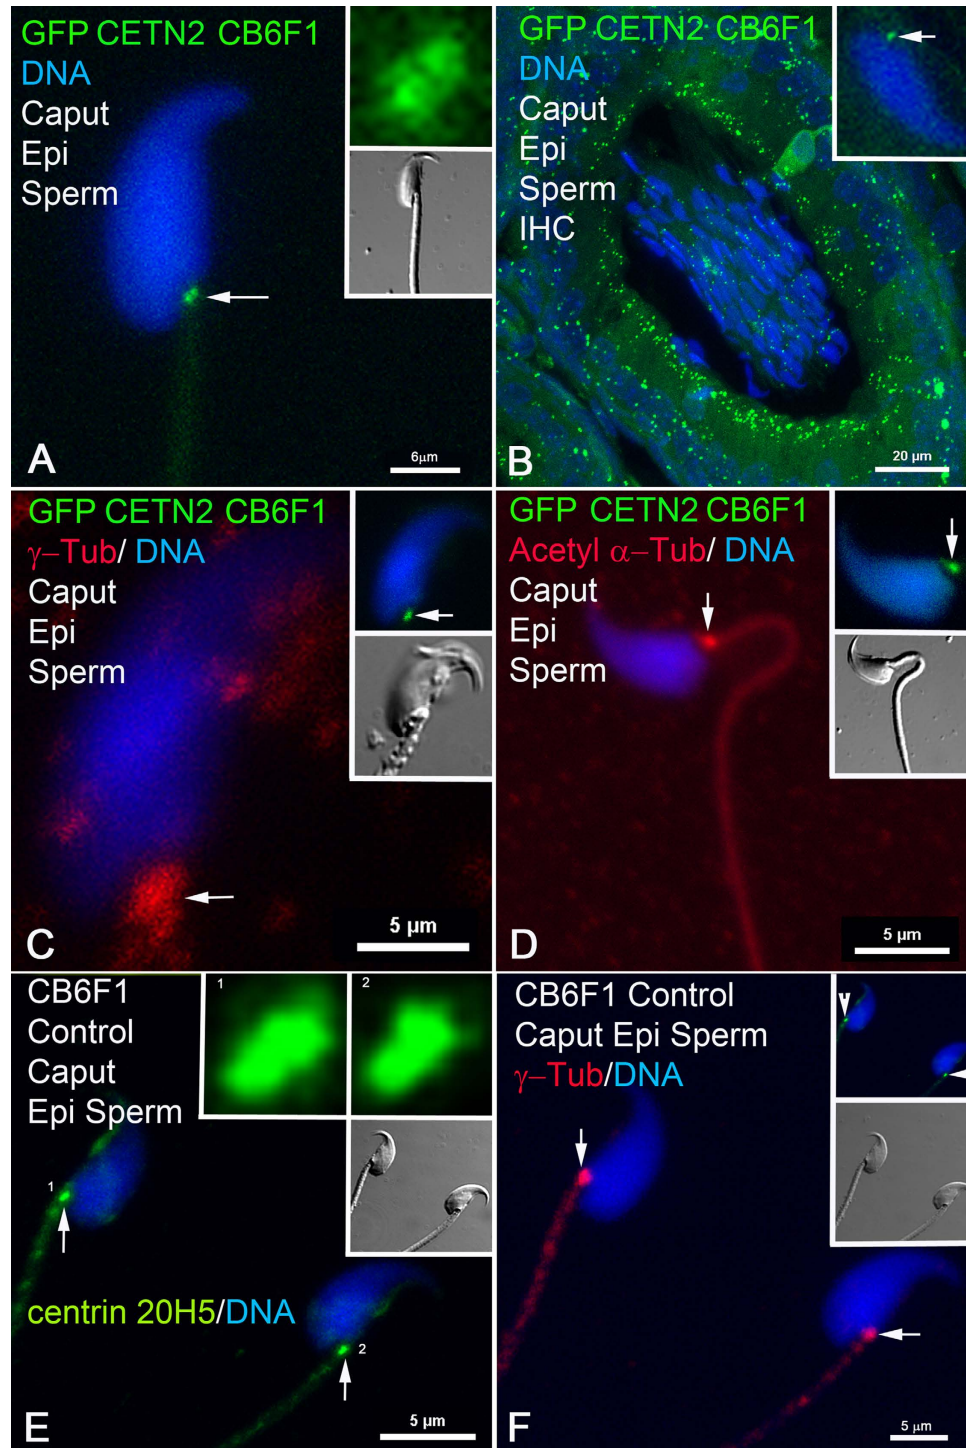 GFP CETN2 CB6F1
DNA
Caput
Epi
Sperm
A
6μm
GFP CETN2 CB6F1
DNA
Caput
Epi
Sperm
IHC
B
20 μm
GFP CETN2 CB6F1
γ–Tub/ DNA
Caput
Epi
Sperm
C
5 μm
GFP CETN2 CB6F1
Acetyl α–Tub/ DNA
Caput
Epi
Sperm
D
5 μm
CB6F1
Control
Caput
Epi Sperm
1
2
1
centrin 20H5/DNA
2
E
5 μm
CB6F1 Control
Caput Epi Sperm
γ–Tub/DNA
F
5 μm